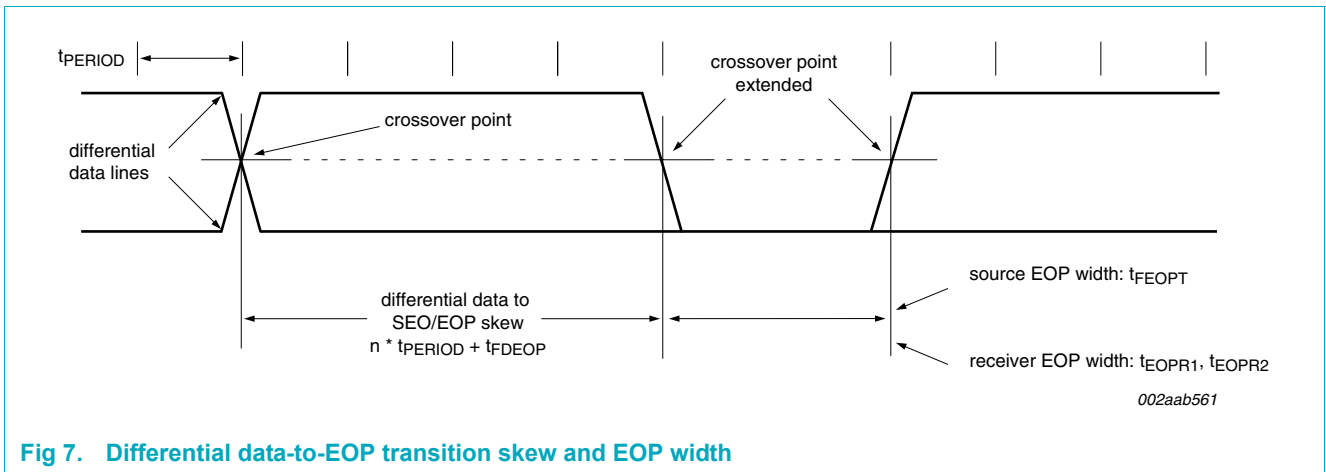 tPERIOD
crossover point
extended
crossover point
differential
data lines
source EOP width: tFEOPT
differential data to
SEO/EOP skew
n * tPERIOD + tFDEOP
receiver EOP width: tEOPR1, tEOPR2
002aab561
Fig 7. Differential data-to-EOP transition skew and EOP width